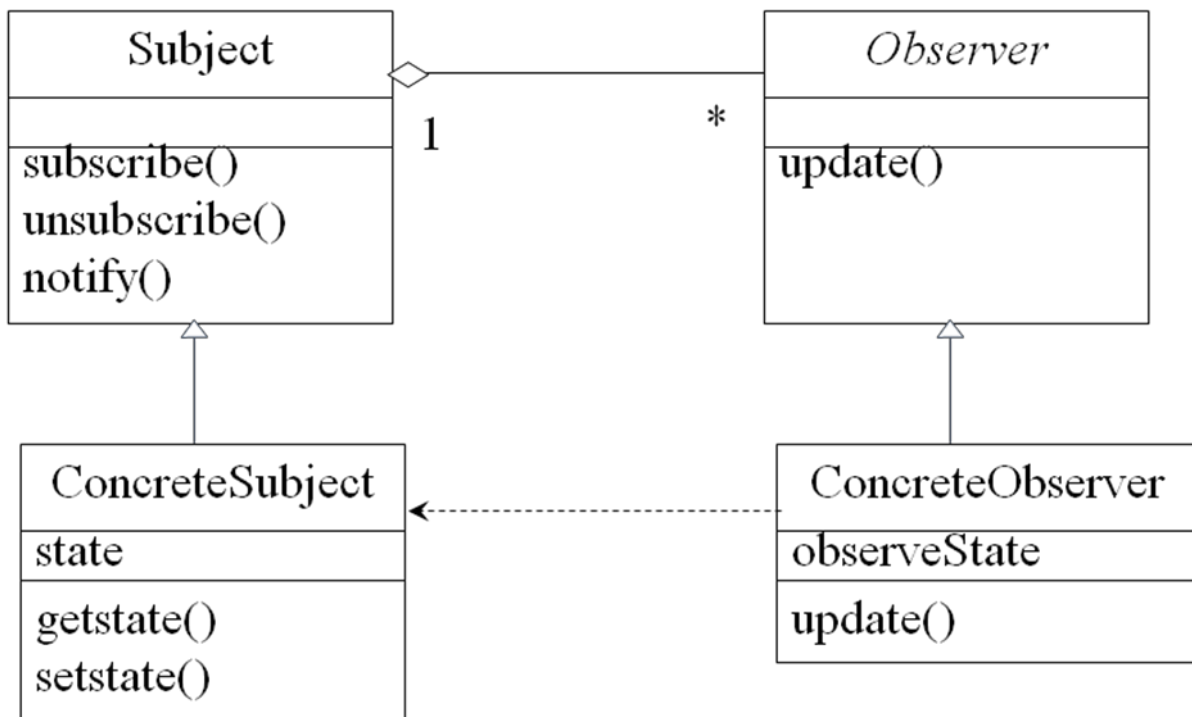 Subject
subscribe()
unsubscribe()
notify()
1
*
Observer
update()
ConcreteSubject
state
getstate()
setstate()
ConcreteObserver
observeState
update()